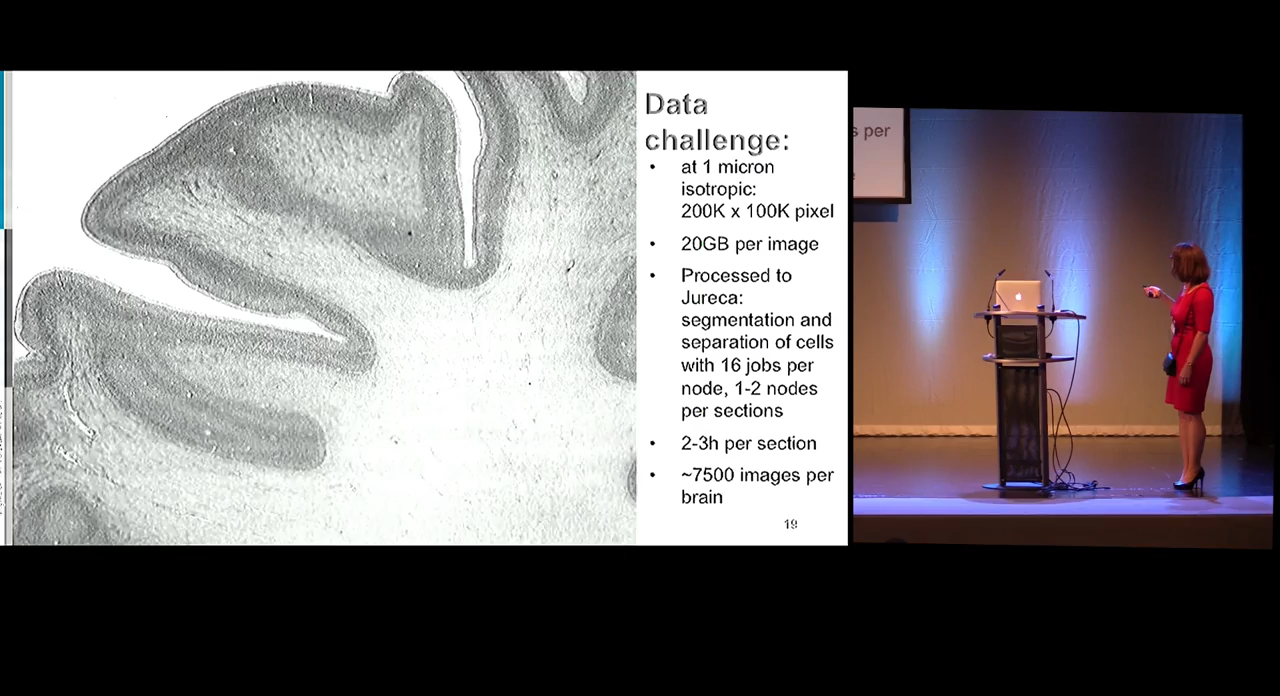 Data
challenge:
• at 1 micron
isotropic:
200K x 100K pixel
• 20GB per image
• Processed to
Jureca:
segmentation and
separation of cells
with 16 jobs per
node, 1-2 nodes
per sections
• 2-3h per section
• ~7500 images per
brain
19
s per